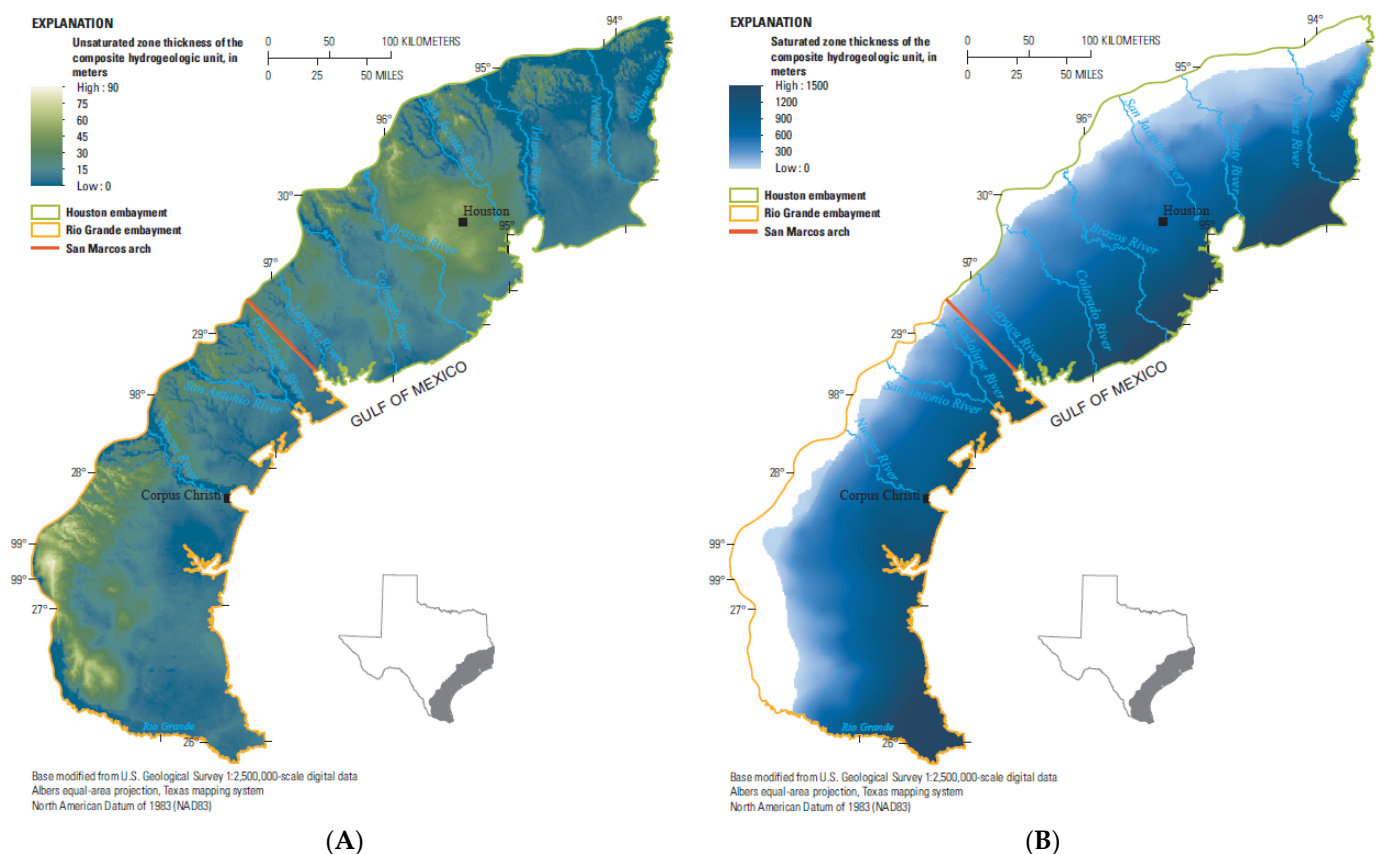 EXPLANATION
Unsaturated zone thickness of the
composite hydrogeologic unit, in
meters
High : 90
75
60
45
30
15
Low : 0
Houston embayment
Rio Grande embayment
San Marcos arch
0 50 100 KILOMETERS
0 25 50 MILES
94°
95°
96°
30°
97°
29°
98°
28°
99°
99°
27°
26°
95°
San Jacinto River
Trinity River
Neches River
Sabine River
Houston
Brazos River
Colorado River
Lavaca River
Guadalupe River
San Antonio River
Nueces River
Corpus Christi
Rio Grande
GULF OF MEXICO
Base modified from U.S. Geological Survey 1:2,500,000-scale digital data
Albers equal-area projection, Texas mapping system
North American Datum of 1983 (NAD83)
(A)
EXPLANATION
Saturated zone thickness of the
composite hydrogeologic unit, in
meters
High : 1500
1200
900
600
300
Low : 0
Houston embayment
Rio Grande embayment
San Marcos arch
0 50 100 KILOMETERS
0 25 50 MILES
94°
95°
96°
30°
97°
29°
98°
28°
99°
99°
27°
26°
95°
San Jacinto River
Trinity River
Neches River
Sabine River
Houston
Brazos River
Colorado River
Lavaca River
Guadalupe River
San Antonio River
Nueces River
Corpus Christi
Rio Grande
GULF OF MEXICO
Base modified from U.S. Geological Survey 1:2,500,000-scale digital data
Albers equal-area projection, Texas mapping system
North American Datum of 1983 (NAD83)
(B)